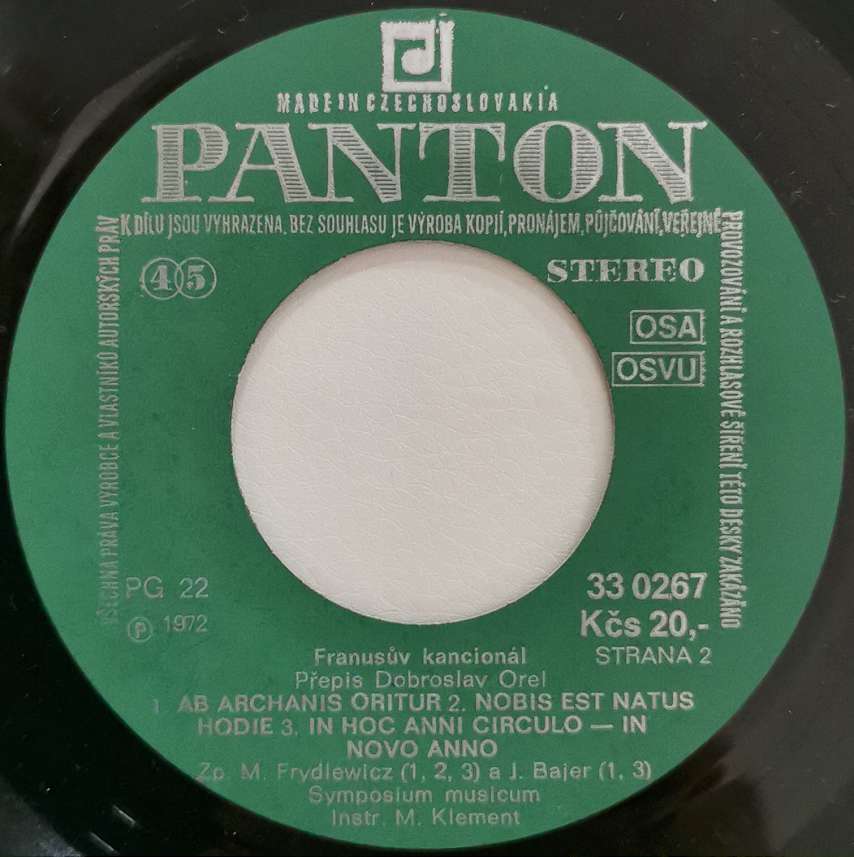 MADE IN CZECHOSLOVAKIA
PANTON
VŠECHNA PRÁVA VÝROBCE A VLASTNÍKŮ AUTORSKÝCH PRÁV
K DÍLU JSOU VYHRAZENA, BEZ SOUHLASU JE VÝROBA KOPIÍ, PRONÁJEM, PŮJČOVÁNÍ, VEŘEJNÉ
PROVOZOVÁNÍ A ROZHLASOVÉ ŠÍŘENÍ TÉTO DESKY ZAKÁZÁNO
45
STEREO
OSA
OSVU
PG 22
℗ 1972
33 0267
Kčs 20,-
STRANA 2
Franusův kancionál
Přepis Dobroslav Orel
1. AB ARCHANIS ORITUR 2. NOBIS EST NATUS
HODIE 3. IN HOC ANNI CIRCULO — IN
NOVO ANNO
Zp. M. Frydlewicz (1, 2, 3) a J. Bajer (1, 3)
Symposium musicum
Instr. M. Klement